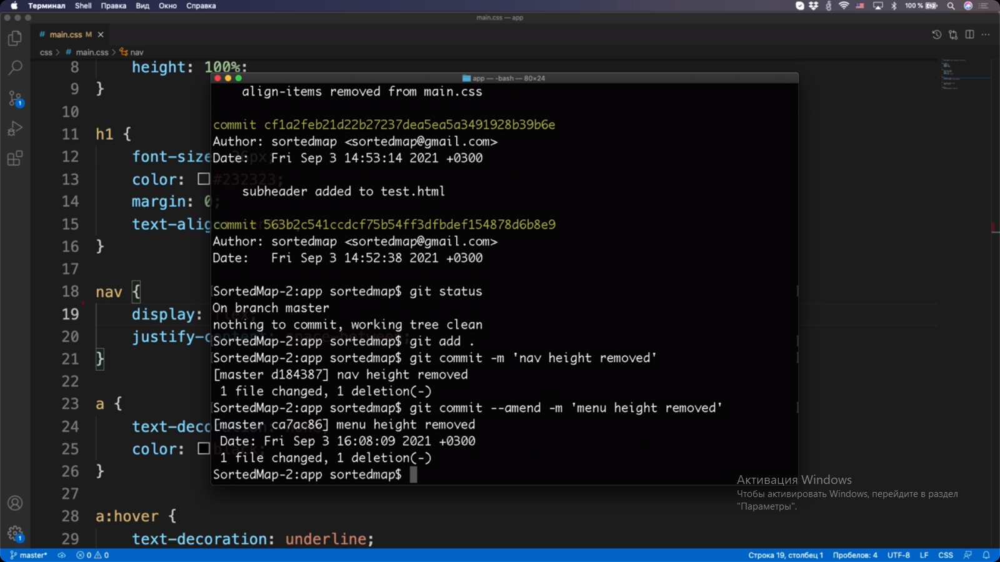 Терминал Shell Правка Вид Окно Справка 100 %
main.css — app
# main.css M
css > # main.css > nav
8 height: 100%;
9 }
10
11 h1 {
12 font-size
13 color: #232323;
14 margin: 0;
15 text-alig
16 }
17
18 nav {
19 display: flex;
20 justify-content: space-between;
21 }
22
23 a {
24 text-deco
25 color: black;
26 }
27
28 a:hover {
29 text-decoration: underline;
app — -bash — 80×24
align-items removed from main.css
commit cf1a2feb21d22b27237dea5ea5a3491928b39b6e
Author: sortedmap <sortedmap@gmail.com>
Date: Fri Sep 3 14:53:14 2021 +0300
subheader added to test.html
commit 563b2c541ccdcf75b54ff3dfbdef154878d6b8e9
Author: sortedmap <sortedmap@gmail.com>
Date: Fri Sep 3 14:52:38 2021 +0300
SortedMap-2:app sortedmap$ git status
On branch master
nothing to commit, working tree clean
SortedMap-2:app sortedmap$ git add .
SortedMap-2:app sortedmap$ git commit -m 'nav height removed'
[master d184387] nav height removed
1 file changed, 1 deletion(-)
SortedMap-2:app sortedmap$ git commit --amend -m 'menu height removed'
[master ca7ac86] menu height removed
Date: Fri Sep 3 16:08:09 2021 +0300
1 file changed, 1 deletion(-)
SortedMap-2:app sortedmap$
Активация Windows
Чтобы активировать Windows, перейдите в раздел
"Параметры".
master* 0 0 Строка 19, столбец 1 Пробелов: 4 UTF-8 LF CSS